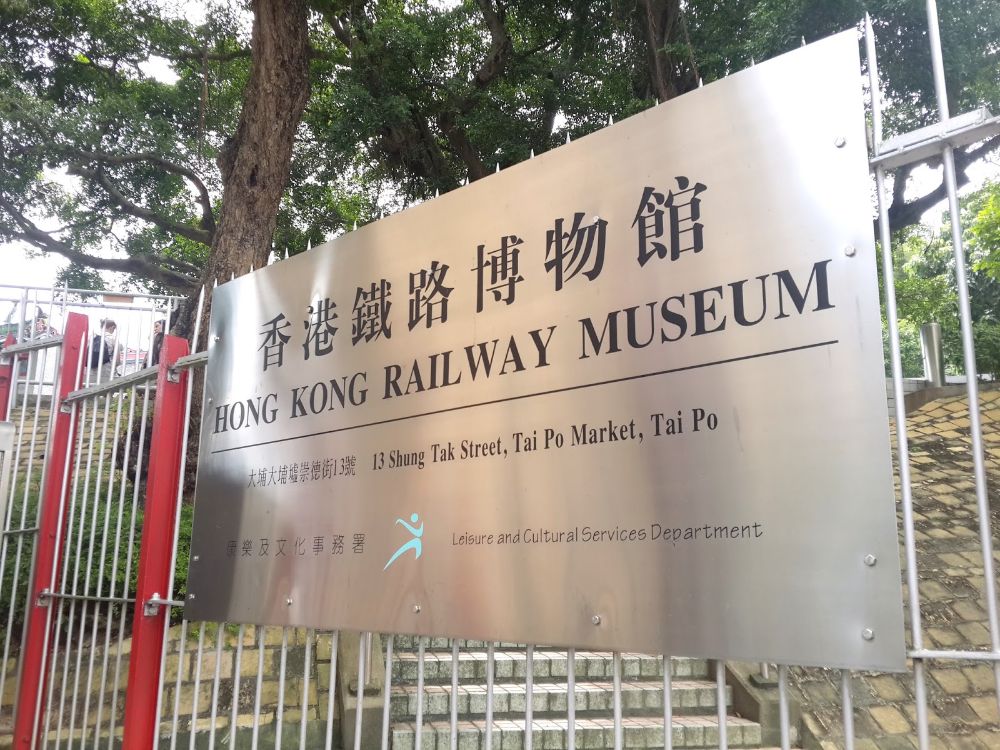 香港鐵路博物館
HONG KONG RAILWAY MUSEUM
大埔大埔墟崇德街13號 13 Shung Tak Street, Tai Po Market, Tai Po
康樂及文化事務署 Leisure and Cultural Services Department